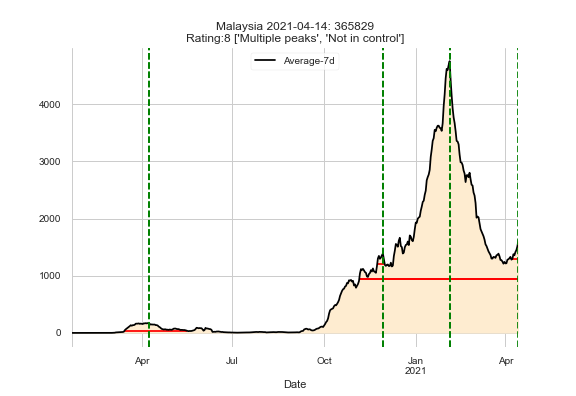 Malaysia 2021-04-14: 365829
Rating:8 ['Multiple peaks', 'Not in control']
Average-7d
4000
3000
2000
1000
0
Apr
Jul
Oct
Jan
2021
Apr
Date